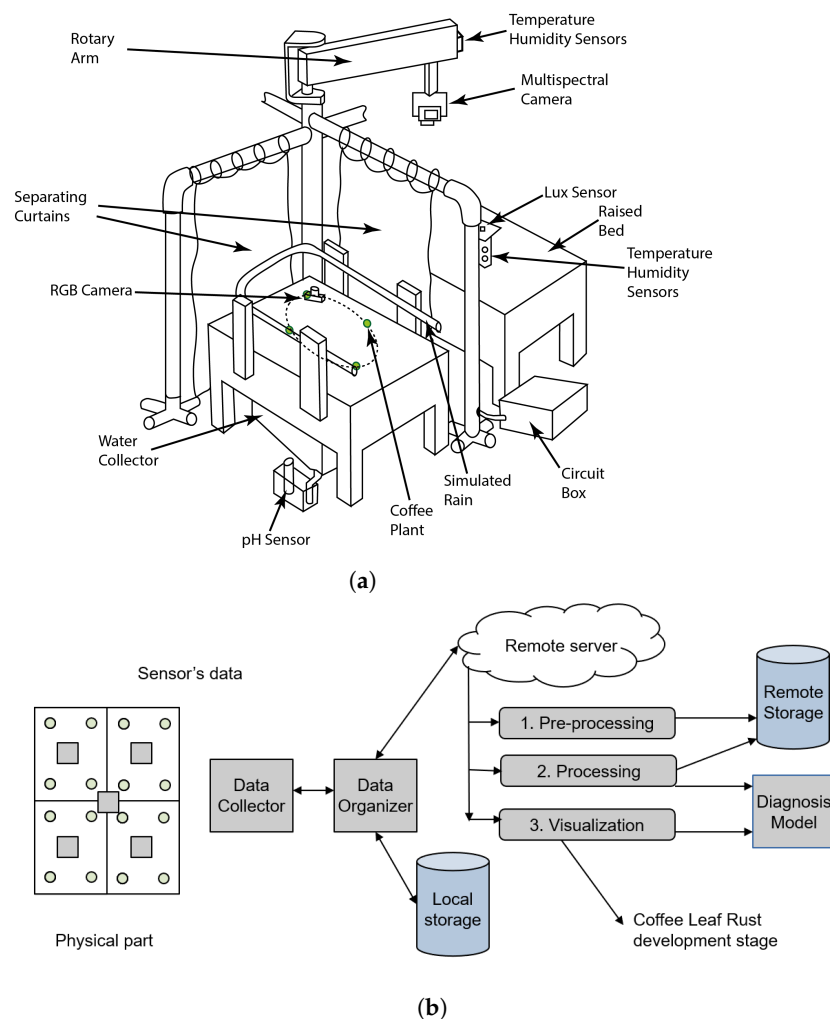 Temperature
Humidity Sensors
Rotary
Arm
Multispectral
Camera
Separating
Curtains
Lux Sensor
Raised
Bed
Temperature
Humidity
Sensors
RGB Camera
Water
Collector
Simulated
Rain
Circuit
Box
Coffee
Plant
pH Sensor
(a)
Remote server
Sensor's data
Remote
Storage
1. Pre-processing
2. Processing
Data
Collector
Data
Organizer
Diagnosis
Model
3. Visualization
Local
storage
Physical part
Coffee Leaf Rust
development stage
(b)